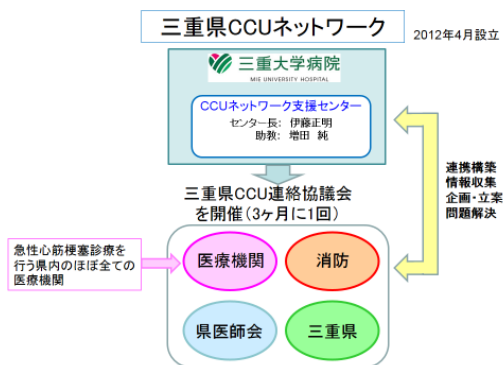 三重県CCUネットワーク
2012年4月設立
三重大学病院
MIE UNIVERSITY HOSPITAL
CCUネットワーク支援センター
センター長: 伊藤正明
助教: 増田 純
連携構築
情報収集
企画・立案
問題解決
三重県CCU連絡協議会
を開催(3ヶ月に1回)
急性心筋梗塞診療を
行う県内のほぼ全ての
医療機関
医療機関
消防
県医師会
三重県